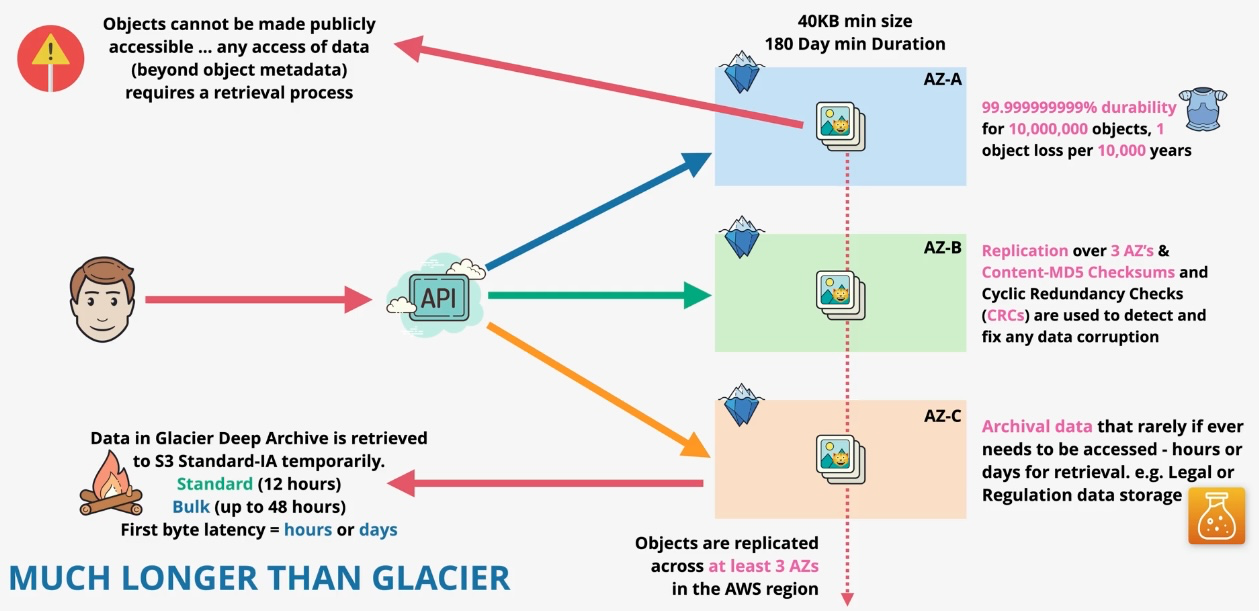 Objects cannot be made publicly
accessible ... any access of data
(beyond object metadata)
requires a retrieval process
40KB min size
180 Day min Duration
AZ-A
99.999999999% durability
for 10,000,000 objects, 1
object loss per 10,000 years
API
AZ-B
Replication over 3 AZ's &
Content-MD5 Checksums and
Cyclic Redundancy Checks
(CRCs) are used to detect and
fix any data corruption
AZ-C
Archival data that rarely if ever
needs to be accessed - hours or
days for retrieval. e.g. Legal or
Regulation data storage
Data in Glacier Deep Archive is retrieved
to S3 Standard-IA temporarily.
Standard (12 hours)
Bulk (up to 48 hours)
First byte latency = hours or days
Objects are replicated
across at least 3 AZs
in the AWS region
MUCH LONGER THAN GLACIER